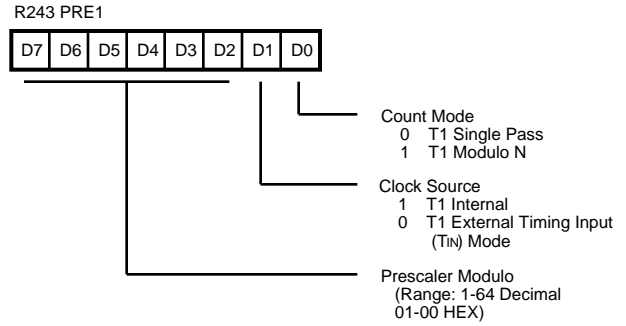 R243 PRE1
D7 D6 D5 D4 D3 D2 D1 D0
Count Mode
0 T1 Single Pass
1 T1 Modulo N
Clock Source
1 T1 Internal
0 T1 External Timing Input
(TIN) Mode
Prescaler Modulo
(Range: 1-64 Decimal
01-00 HEX)